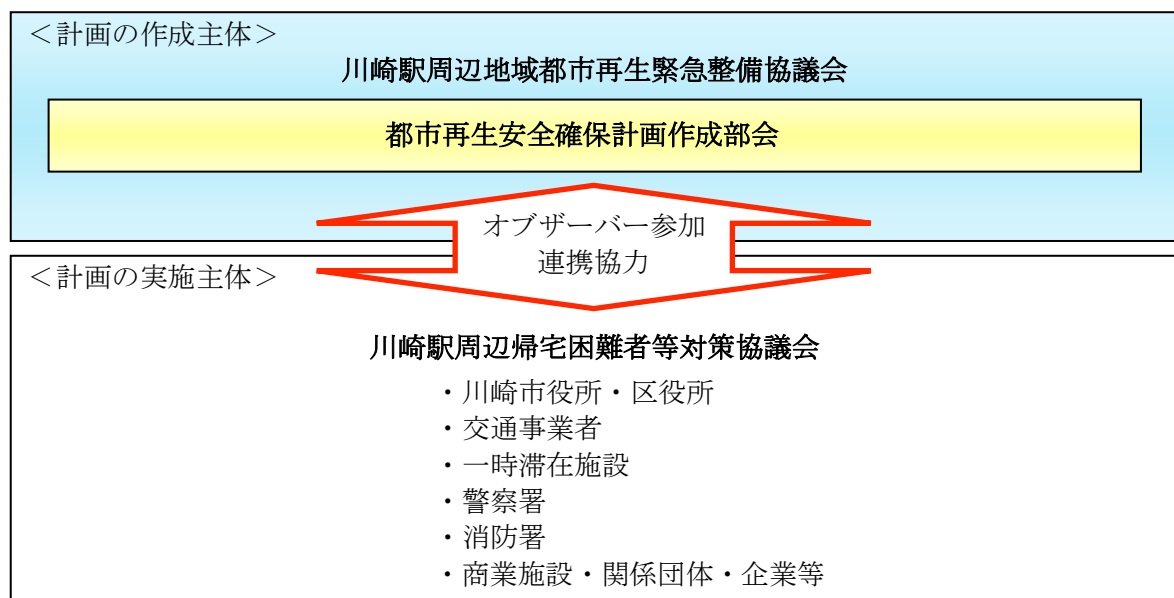 ＜計画の作成主体＞
川崎駅周辺地域都市再生緊急整備協議会
都市再生安全確保計画作成部会
オブザーバー参加
連携協力
＜計画の実施主体＞
川崎駅周辺帰宅困難者等対策協議会
・川崎市役所・区役所
・交通事業者
・一時滞在施設
・警察署
・消防署
・商業施設・関係団体・企業等